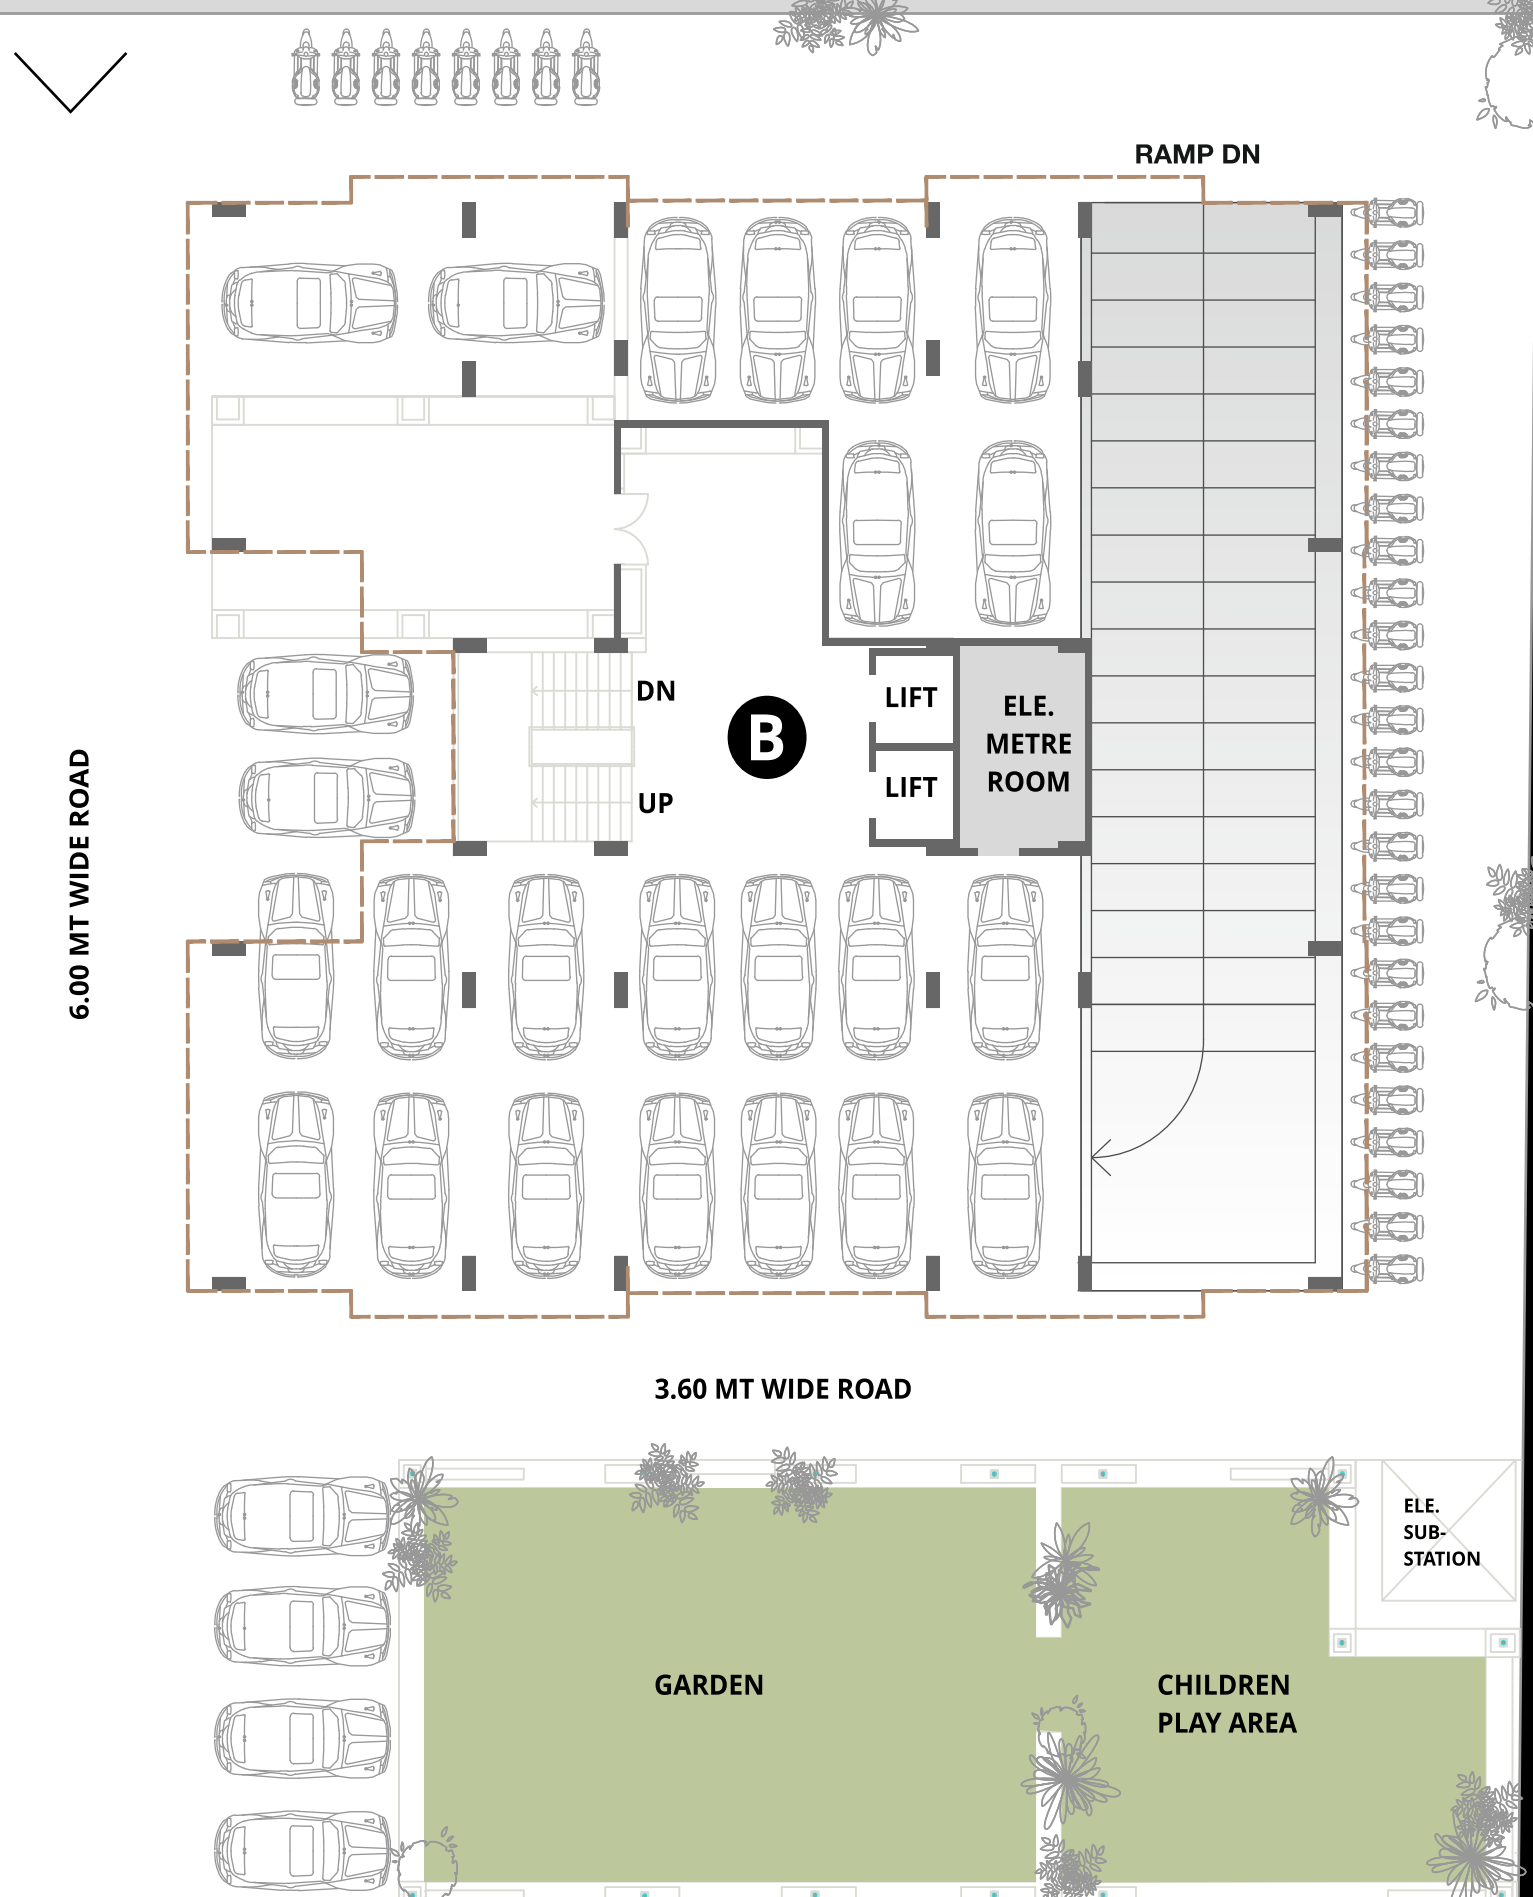 RAMP DN
DN
LIFT
ELE.
METRE
ROOM
B
LIFT
UP
6.00 MT WIDE ROAD
3.60 MT WIDE ROAD
ELE.
SUB-
STATION
GARDEN
CHILDREN
PLAY AREA